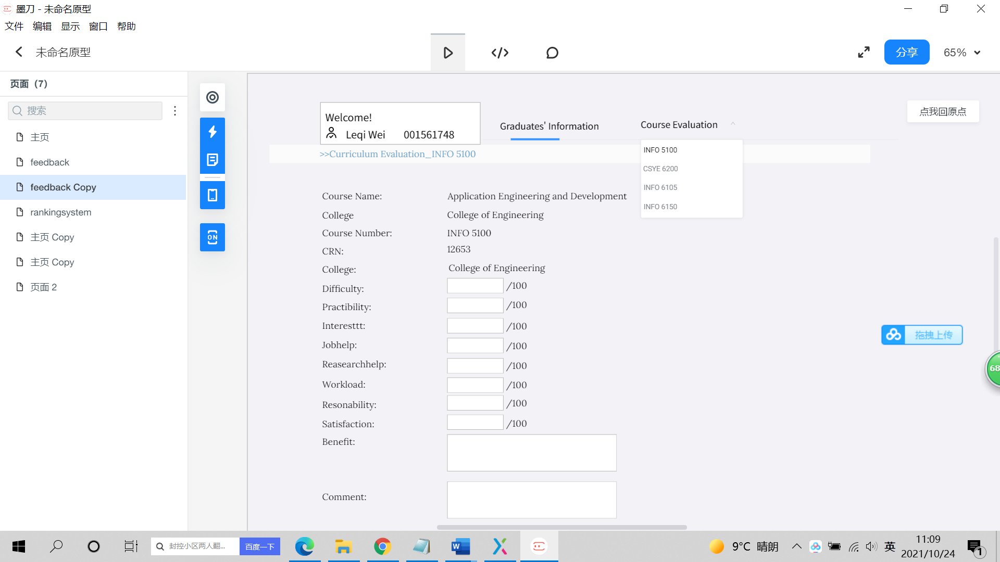 墨刀 - 未命名原型
文件 编辑 显示 窗口 帮助
未命名原型
分享
65%
页面（7）
搜索
主页
feedback
feedback Copy
rankingsystem
主页 Copy
主页 Copy
页面 2
ON
Welcome!
Leqi Wei 001561748
Graduates' Information
Course Evaluation
点我回原点
>>Curriculum Evaluation_INFO 5100
INFO 5100
CSYE 6200
INFO 6105
INFO 6150
Course Name: Application Engineering and Development
College College of Engineering
Course Number: INFO 5100
CRN: 12653
College: College of Engineering
Difficulty: /100
Practibility: /100
Interesttt: /100
Jobhelp: /100
Reasearchhelp: /100
Workload: /100
Resonability: /100
Satisfaction: /100
Benefit:
Comment:
拖拽上传
68
封控小区两人翻...
百度一下
W
9°C 晴朗
英
11:09
2021/10/24
1